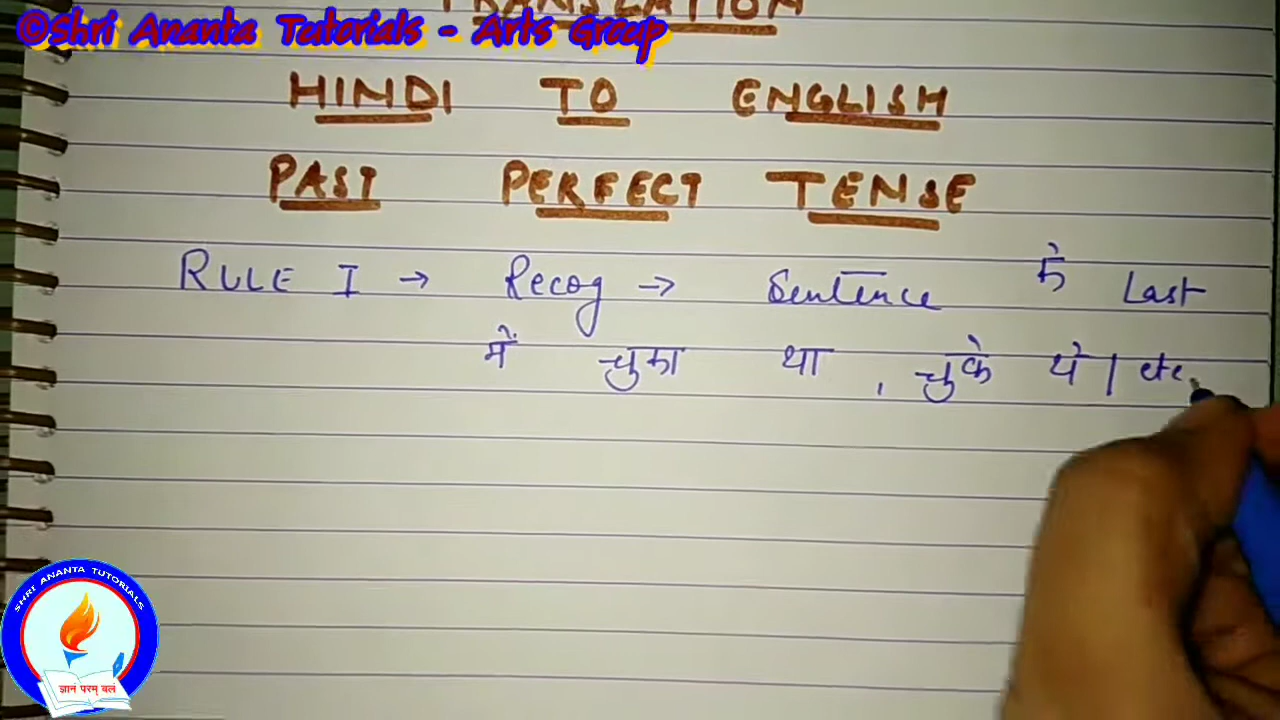 TRANSLATION
©Shri Ananta Tutorials - Arts Group
HINDI TO ENGLISH
PAST PERFECT TENSE
RULE I → Recog → Sentence के Last
में चुका था , चुके थे | etc
SHRI ANANTA TUTORIALS
ज्ञानं परमं बलं